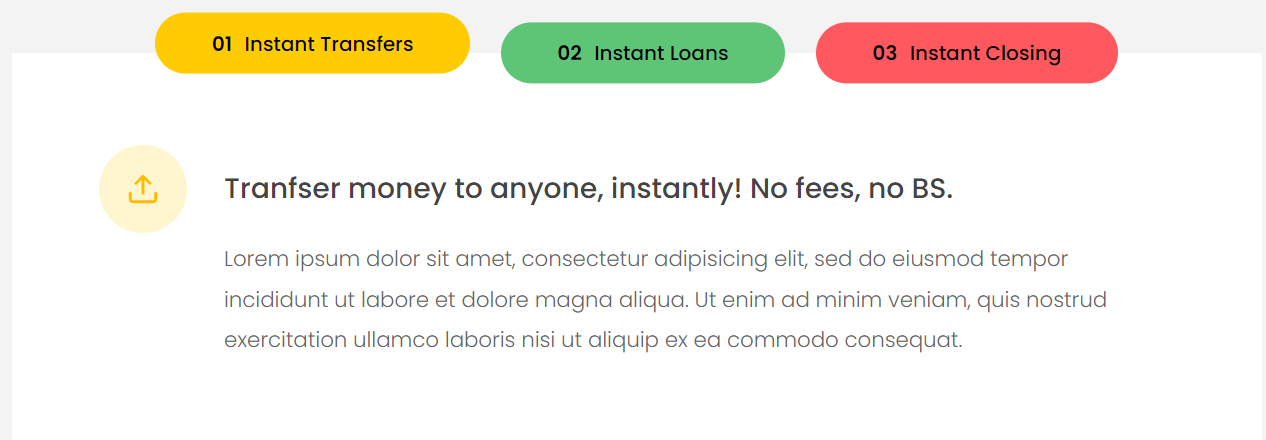 01 Instant Transfers
02 Instant Loans
03 Instant Closing
Tranfser money to anyone, instantly! No fees, no BS.
Lorem ipsum dolor sit amet, consectetur adipisicing elit, sed do eiusmod tempor
incididunt ut labore et dolore magna aliqua. Ut enim ad minim veniam, quis nostrud
exercitation ullamco laboris nisi ut aliquip ex ea commodo consequat.